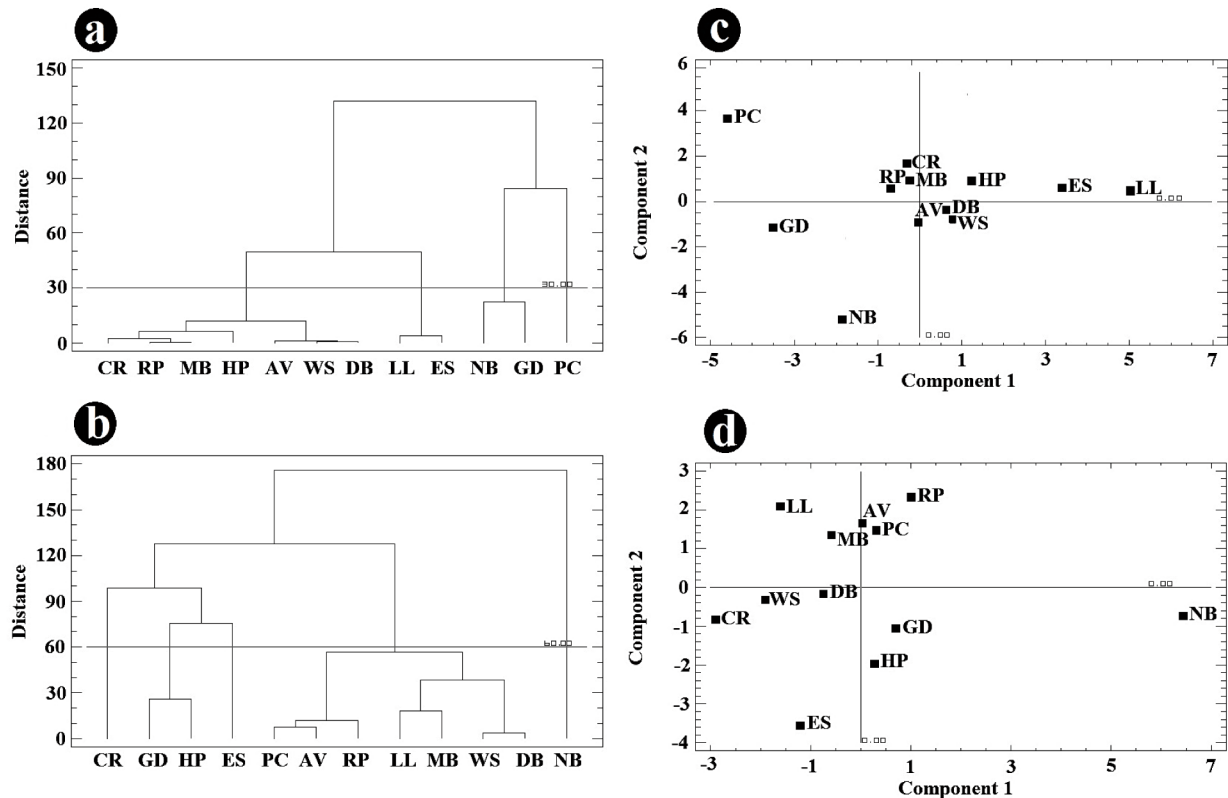 a
150
120
90
60
30
0
Distance
CR RP MB HP AV WS DB LL ES NB GD PC
b
180
150
120
90
60
30
0
Distance
CR GD HP ES PC AV RP LL MB WS DB NB
c
6
4
2
0
-2
-4
-6
Component 2
PC
CR
RP MB HP ES LL
AV DB
WS
GD
NB
-5 -3 -1 1 3 5 7
Component 1
d
3
2
1
0
-1
-2
-3
-4
Component 2
LL AV RP
MB PC
WS DB
CR GD NB
HP
ES
-3 -1 1 3 5 7
Component 1